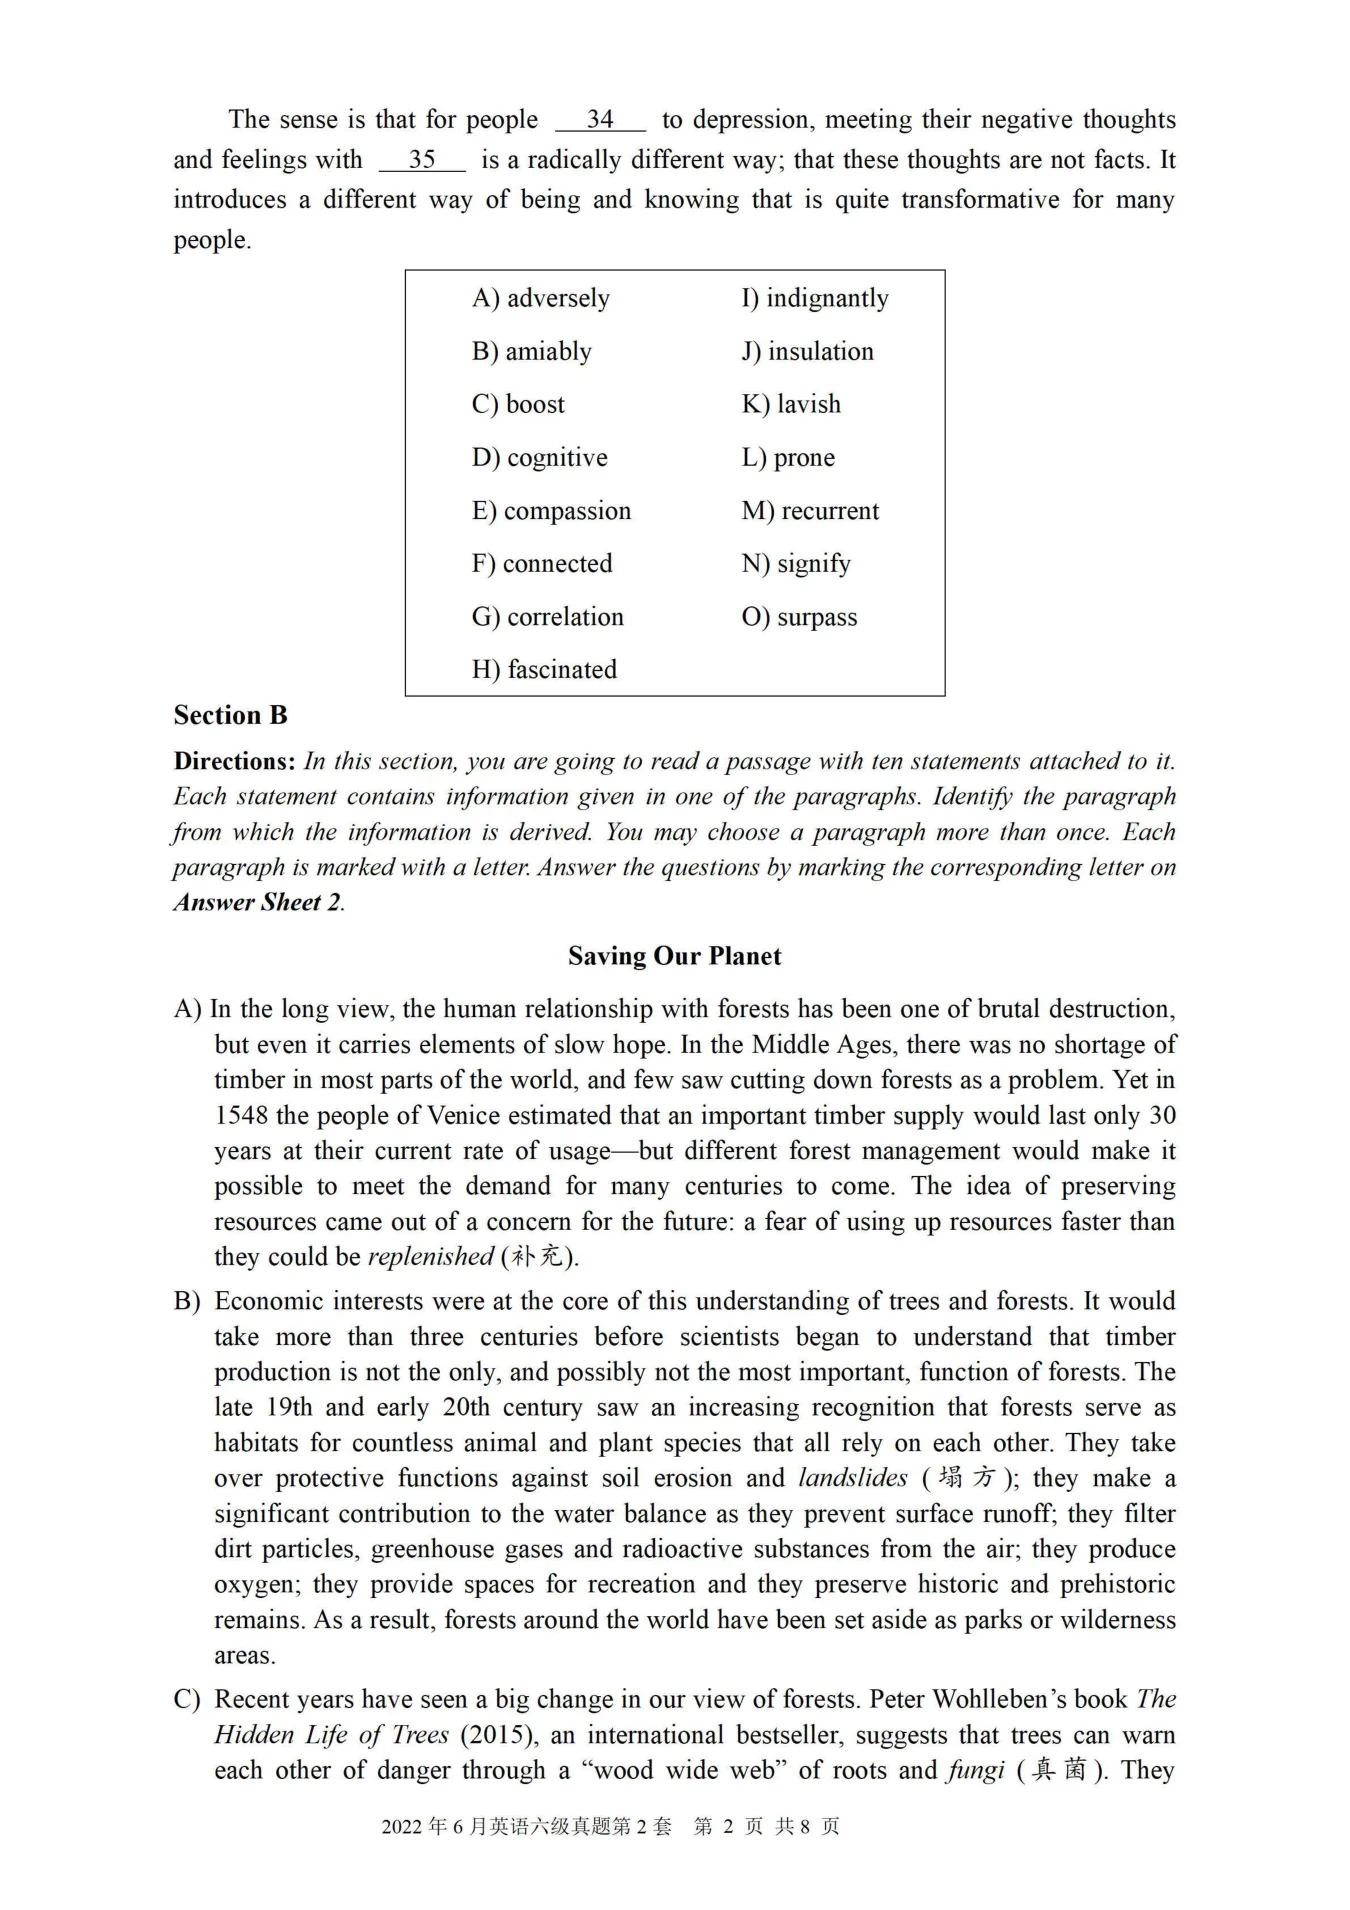 The sense is that for people 34 to depression, meeting their negative thoughts
and feelings with 35 is a radically different way; that these thoughts are not facts. It
introduces a different way of being and knowing that is quite transformative for many
people.
A) adversely I) indignantly
B) amiably J) insulation
C) boost K) lavish
D) cognitive L) prone
E) compassion M) recurrent
F) connected N) signify
G) correlation O) surpass
H) fascinated
Section B
Directions: In this section, you are going to read a passage with ten statements attached to it.
Each statement contains information given in one of the paragraphs. Identify the paragraph
from which the information is derived. You may choose a paragraph more than once. Each
paragraph is marked with a letter. Answer the questions by marking the corresponding letter on
Answer Sheet 2.
Saving Our Planet
A) In the long view, the human relationship with forests has been one of brutal destruction,
but even it carries elements of slow hope. In the Middle Ages, there was no shortage of
timber in most parts of the world, and few saw cutting down forests as a problem. Yet in
1548 the people of Venice estimated that an important timber supply would last only 30
years at their current rate of usage—but different forest management would make it
possible to meet the demand for many centuries to come. The idea of preserving
resources came out of a concern for the future: a fear of using up resources faster than
they could be replenished (补充).
B) Economic interests were at the core of this understanding of trees and forests. It would
take more than three centuries before scientists began to understand that timber
production is not the only, and possibly not the most important, function of forests. The
late 19th and early 20th century saw an increasing recognition that forests serve as
habitats for countless animal and plant species that all rely on each other. They take
over protective functions against soil erosion and landslides (塌方); they make a
significant contribution to the water balance as they prevent surface runoff; they filter
dirt particles, greenhouse gases and radioactive substances from the air; they produce
oxygen; they provide spaces for recreation and they preserve historic and prehistoric
remains. As a result, forests around the world have been set aside as parks or wilderness
areas.
C) Recent years have seen a big change in our view of forests. Peter Wohlleben’s book The
Hidden Life of Trees (2015), an international bestseller, suggests that trees can warn
each other of danger through a “wood wide web” of roots and fungi (真菌). They
2022 年 6 月英语六级真题第 2 套 第 2 页 共 8 页